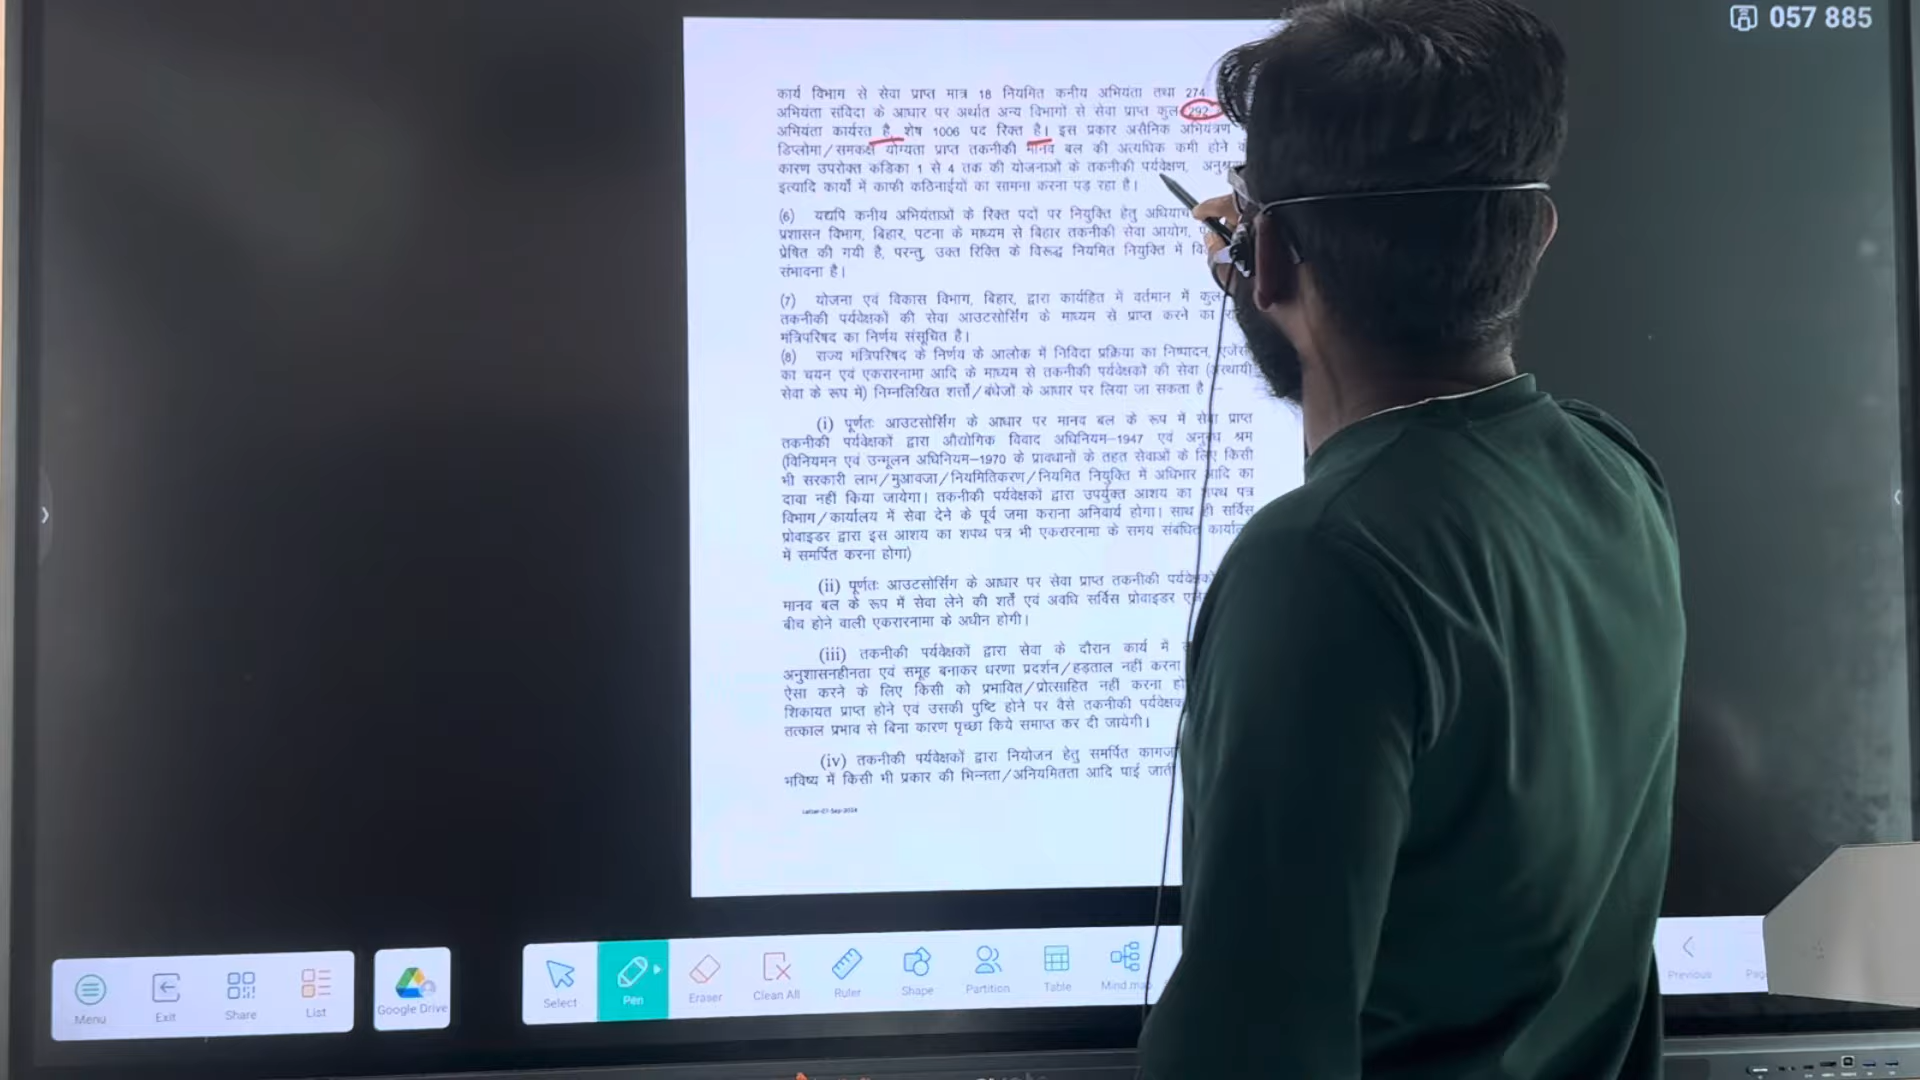 057 885
कार्य विभाग से सेवा प्राप्त मात्र 18 नियमित कनीय अभियंता तथा 274
अभियंता संविदा के आधार पर अर्थात अन्य विभागों से सेवा प्राप्त कुल 292
अभियंता कार्यरत है, शेष 1006 पद रिक्त है। इस प्रकार असैनिक अभियंत्रण
डिप्लोमा/समकक्ष योग्यता प्राप्त तकनीकी मानव बल की अत्यधिक कमी होने
कारण उपरोक्त कंडिका 1 से 4 तक की योजनाओं के तकनीकी पर्यवेक्षण,
इत्यादि कार्यों में काफी कठिनाईयों का सामना करना पड़ रहा है।
(6) यद्यपि कनीय अभियंताओं के रिक्त पदों पर नियुक्ति हेतु
प्रशासन विभाग, बिहार, पटना के माध्यम से बिहार तकनीकी सेवा आयोग,
प्रेषित की गयी है, परन्तु, उक्त रिक्ति के विरूद्ध नियमित नियुक्ति में
संभावना है।
(7) योजना एवं विकास विभाग, बिहार, द्वारा कार्यहित में वर्तमान में कुल
तकनीकी पर्यवेक्षकों की सेवा आउटसोर्सिंग के माध्यम से प्राप्त करने का
मंत्रिपरिषद का निर्णय संसूचित है।
(8) राज्य मंत्रिपरिषद के निर्णय के आलोक में निविदा प्रक्रिया का निष्पादन, एजेंसी
का चयन एवं एकरारनामा आदि के माध्यम से तकनीकी पर्यवेक्षकों की सेवा (अस्थायी
सेवा के रूप में) निम्नलिखित शर्तो/बंधेजों के आधार पर लिया जा सकता है
(i) पूर्णतः आउटसोर्सिंग के आधार पर मानव बल के रूप में सेवा प्राप्त
तकनीकी पर्यवेक्षकों द्वारा औद्योगिक विवाद अधिनियम–1947 एवं अनुबंध श्रम
(विनियमन एवं उन्मूलन अधिनियम–1970 के प्रावधानों के तहत सेवाओं के लिए किसी
भी सरकारी लाभ/मुआवजा/नियमितिकरण/नियमित नियुक्ति में अधिभार आदि का
दावा नहीं किया जायेगा। तकनीकी पर्यवेक्षकों द्वारा उपर्युक्त आशय का शपथ पत्र
विभाग/कार्यालय में सेवा देने के पूर्व जमा कराना अनिवार्य होगा। साथ ही सर्विस
प्रोवाइडर द्वारा इस आशय का शपथ पत्र भी एकरारनामा के समय संबंधित
में समर्पित करना होगा)
(ii) पूर्णतः आउटसोर्सिंग के आधार पर सेवा प्राप्त तकनीकी
मानव बल के रूप में सेवा लेने की शर्ते एवं अवधि सर्विस प्रोवाइडर
बीच होने वाली एकरारनामा के अधीन होगी।
(iii) तकनीकी पर्यवेक्षकों द्वारा सेवा के दौरान कार्य में
अनुशासनहीनता एवं समूह बनाकर धरणा प्रदर्शन/हड़ताल नहीं करना
ऐसा करने के लिए किसी को प्रभावित/प्रोत्साहित नहीं करना
शिकायत प्राप्त होने एवं उसकी पुष्टि होने पर वैसे तकनीकी
तत्काल प्रभाव से बिना कारण पृच्छा किये समाप्त कर दी जायेगी।
(iv) तकनीकी पर्यवेक्षकों द्वारा नियोजन हेतु समर्पित
भविष्य में किसी भी प्रकार की भिन्नता/अनियमितता आदि पाई
Menu Exit Share List Google Drive Select Pen Eraser Clean All Ruler Shape Partition Table Mind Previous